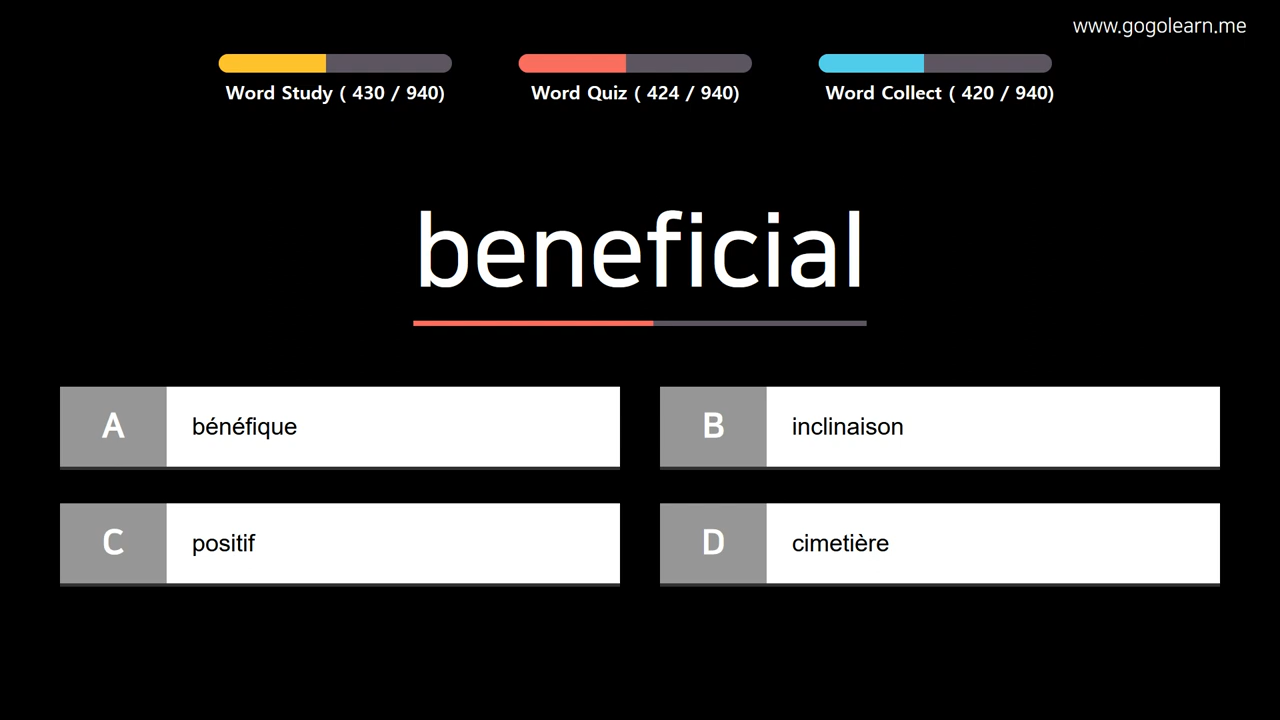 www.gogolearn.me
Word Study ( 430 / 940)
Word Quiz ( 424 / 940)
Word Collect ( 420 / 940)
beneficial
A bénéfique
B inclinaison
C positif
D cimetière